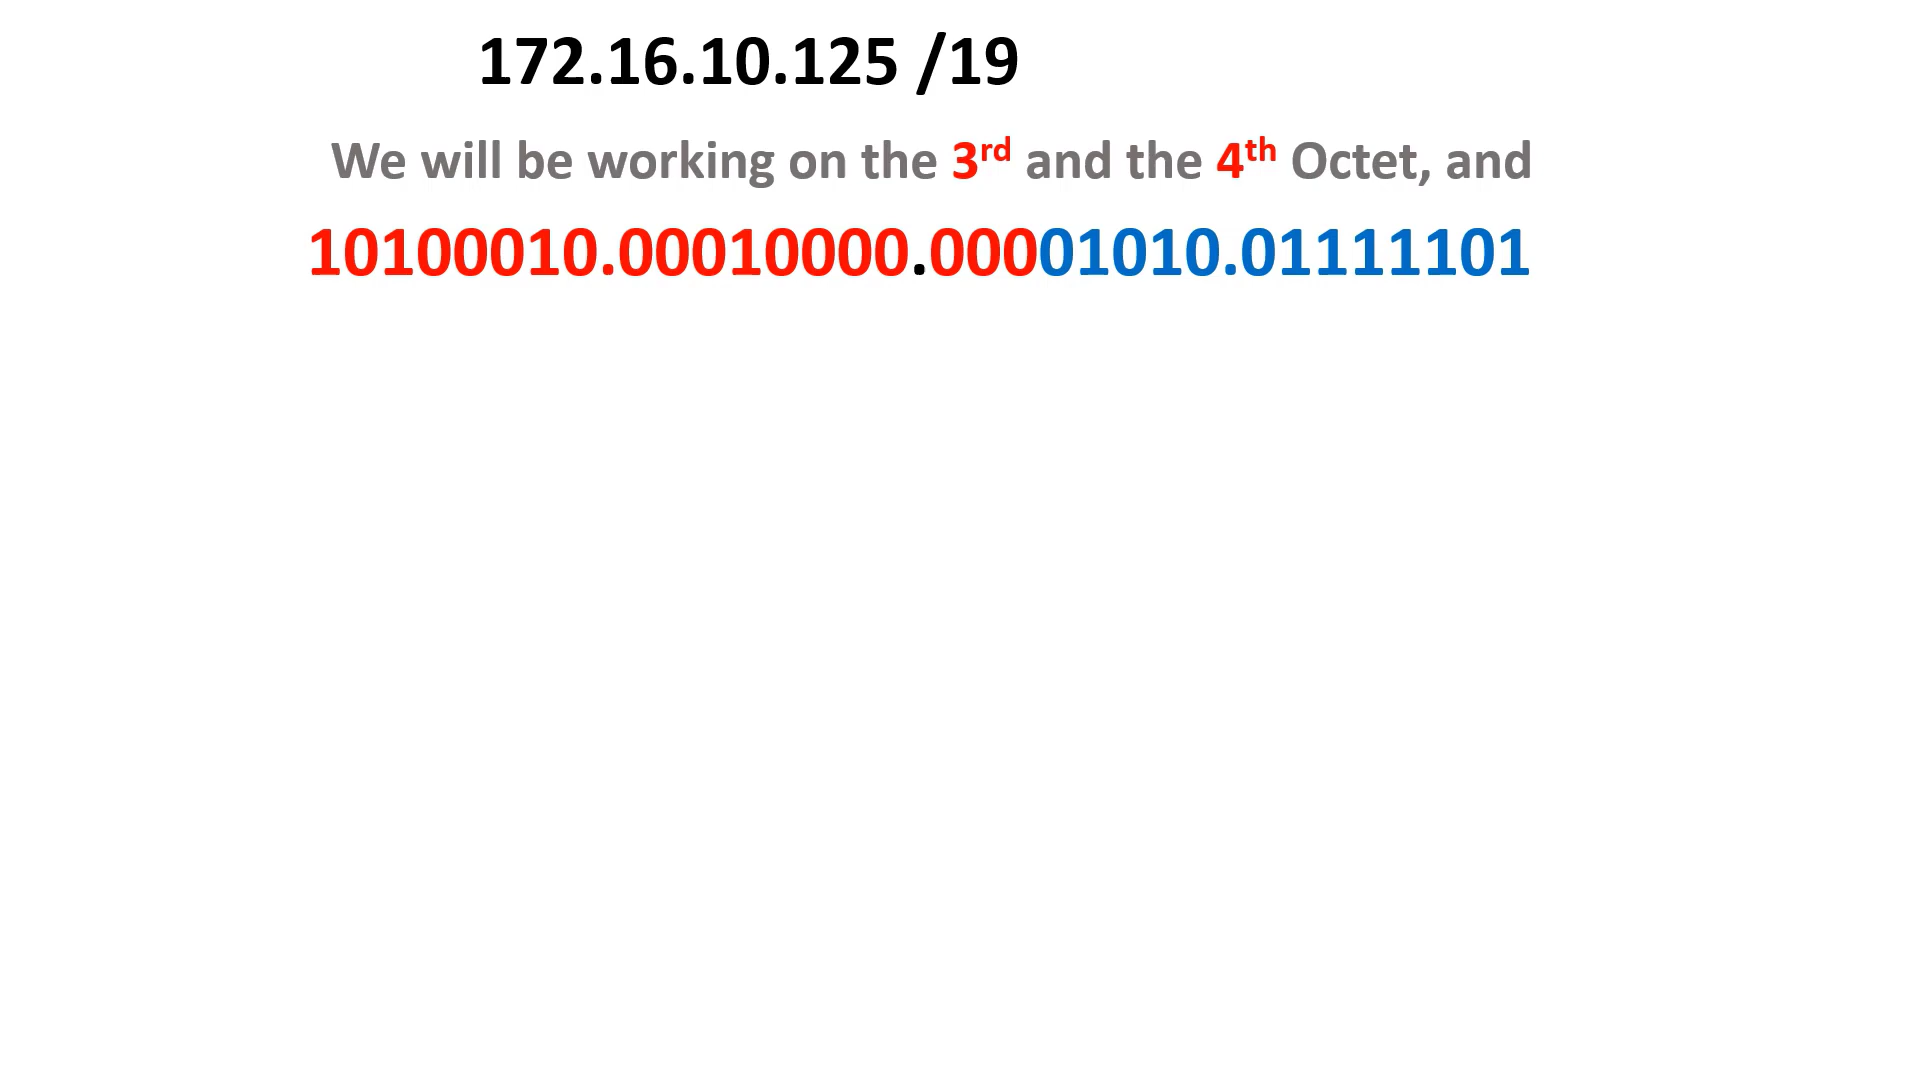 172.16.10.125 /19
We will be working on the 3rd and the 4th Octet, and
10100010.00010000.00001010.01111101